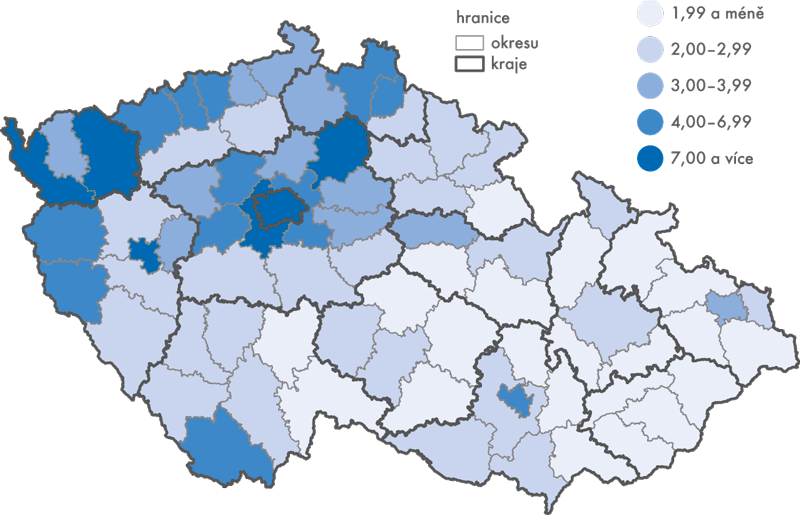 hranice
okresu
kraje
1,99 a méně
2,00–2,99
3,00–3,99
4,00–6,99
7,00 a více